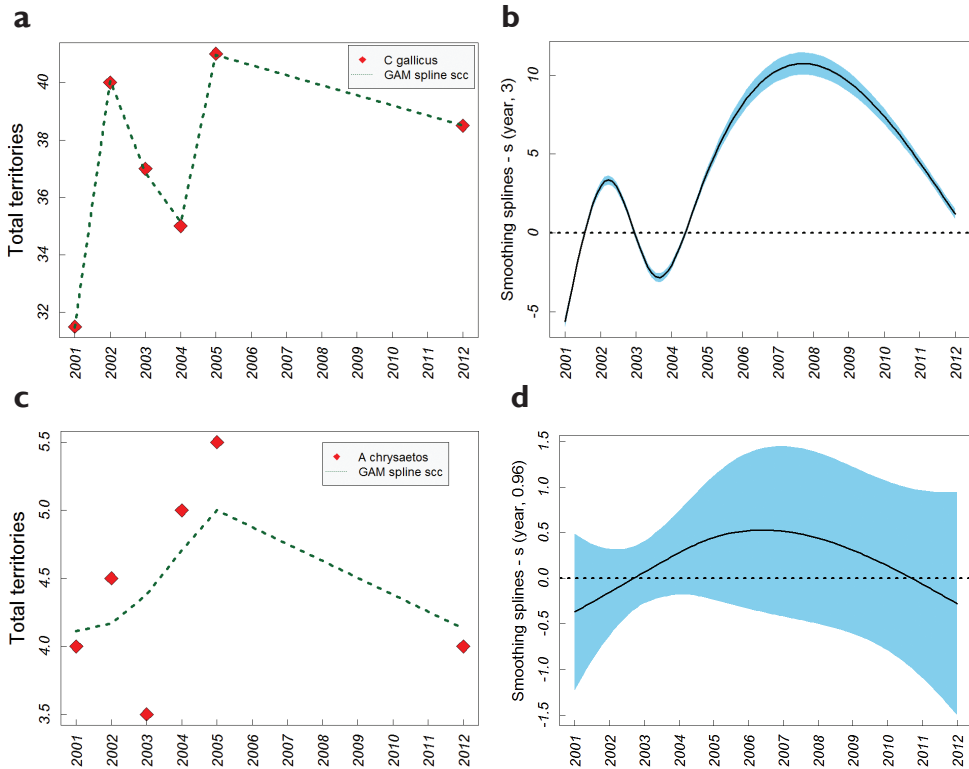 a
Total territories
40
38
36
34
32
C gallicus
GAM spline scc
2001 2002 2003 2004 2005 2006 2007 2008 2009 2010 2011 2012
b
Smoothing splines - s (year, 3)
10
5
0
-5
2001 2002 2003 2004 2005 2006 2007 2008 2009 2010 2011 2012
c
Total territories
5.5
5.0
4.5
4.0
3.5
A chrysaetos
GAM spline scc
2001 2002 2003 2004 2005 2006 2007 2008 2009 2010 2011 2012
d
Smoothing splines - s (year, 0.96)
1.5
1.0
0.5
0.0
-0.5
-1.0
-1.5
2001 2002 2003 2004 2005 2006 2007 2008 2009 2010 2011 2012